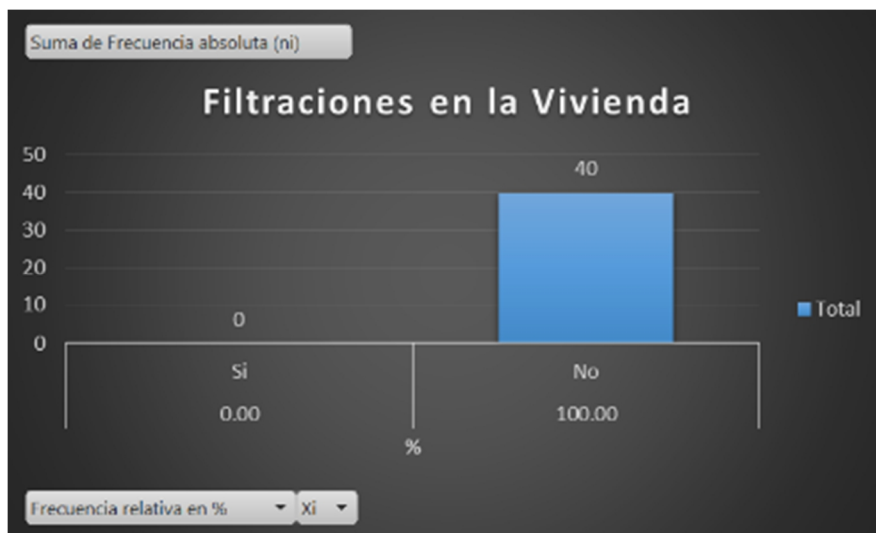 Suma de Frecuencia absoluta (ni)
Filtraciones en la Vivienda
50
40
30
20
10
0
0
40
Si
No
0.00
100.00
%
Total
Frecuencia relativa en %
Xi